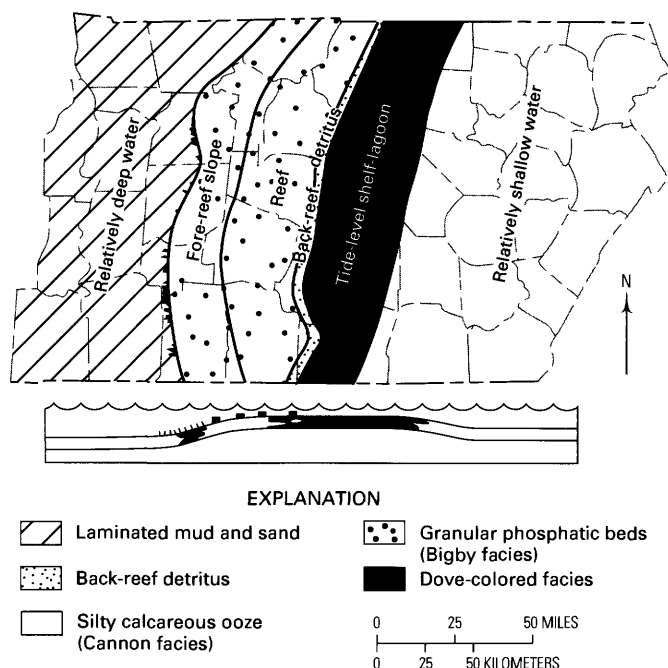 Relatively deep water
Fore-reef slope
Reef
Back-reef—detritus
Tide-level shelf-lagoon
Relatively shallow water
N
EXPLANATION
Laminated mud and sand
Back-reef detritus
Silty calcareous ooze
(Cannon facies)
Granular phosphatic beds
(Bigby facies)
Dove-colored facies
0 25 50 MILES
0 25 50 KILOMETERS